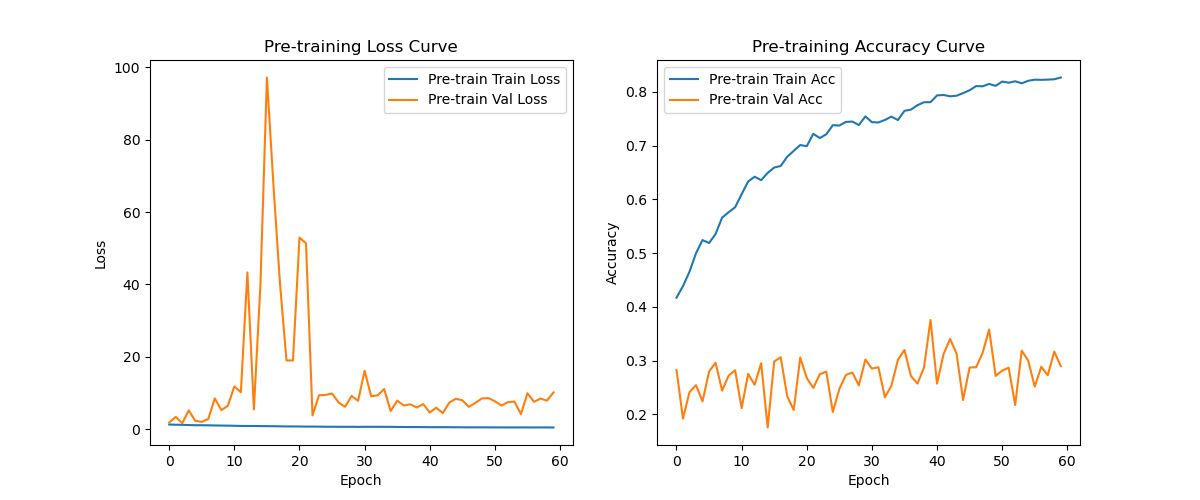 Pre-training Loss Curve
100
80
60
40
20
0
Loss
0 10 20 30 40 50 60
Epoch
Pre-train Train Loss
Pre-train Val Loss
Pre-training Accuracy Curve
0.8
0.7
0.6
0.5
0.4
0.3
0.2
Accuracy
0 10 20 30 40 50 60
Epoch
Pre-train Train Acc
Pre-train Val Acc